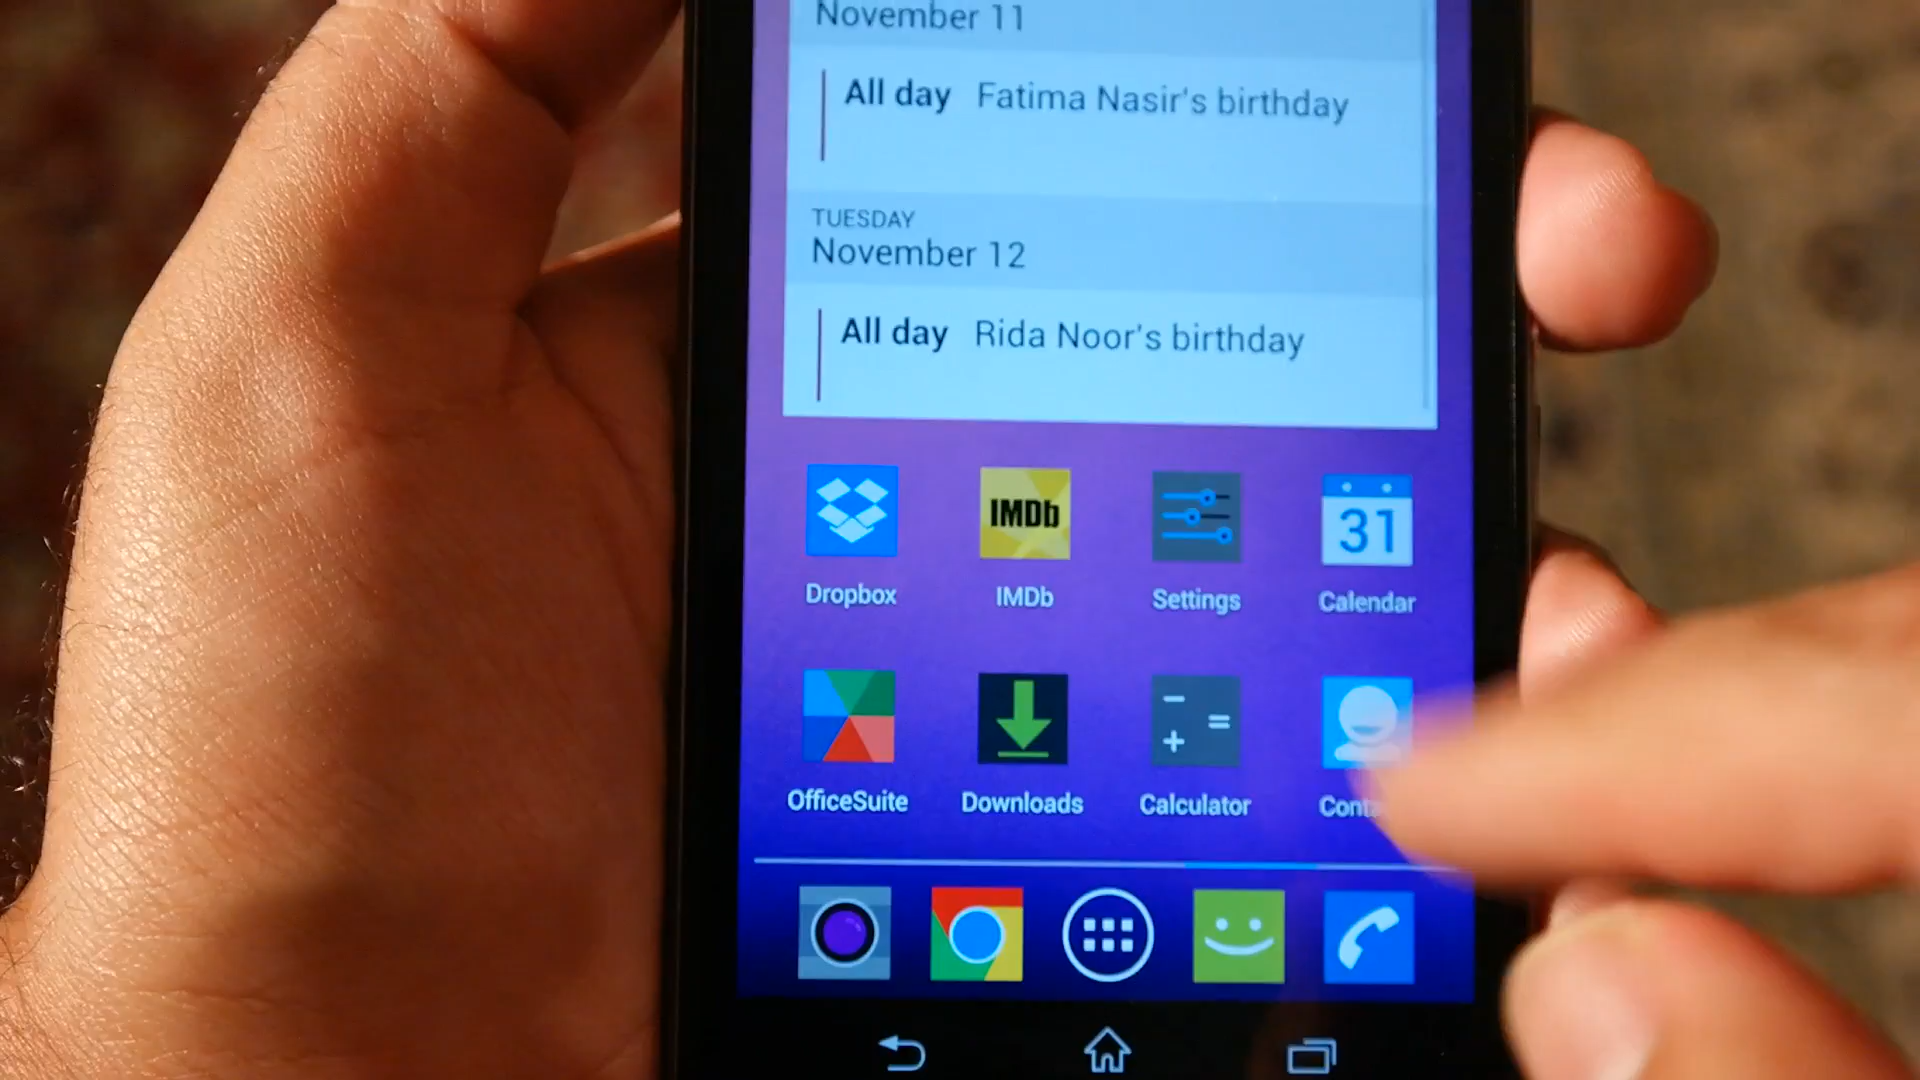 November 11
All day Fatima Nasir's birthday
TUESDAY
November 12
All day Rida Noor's birthday
IMDb
31
Dropbox IMDb Settings Calendar
OfficeSuite Downloads Calculator